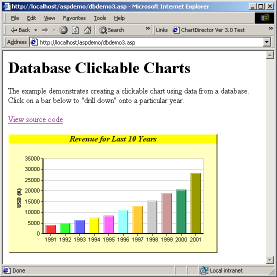 http://localhost/aspdemo/dbdemo3.asp - Microsoft Internet Explorer
File Edit View Favorites Tools Help
Back Search Links ChartDirector Ver 3.0 Test
Address http://localhost/aspdemo/dbdemo3.asp
Database Clickable Charts
The example demonstrates creating a clickable chart using data from a database.
Click on a bar below to "drill down" onto a particular year.
View source code
Revenue for Last 10 Years
35000
30000
25000
20000
15000
10000
5000
0
USD (K)
1991 1992 1993 1994 1995 1996 1997 1998 1999 2000 2001
Done Local intranet